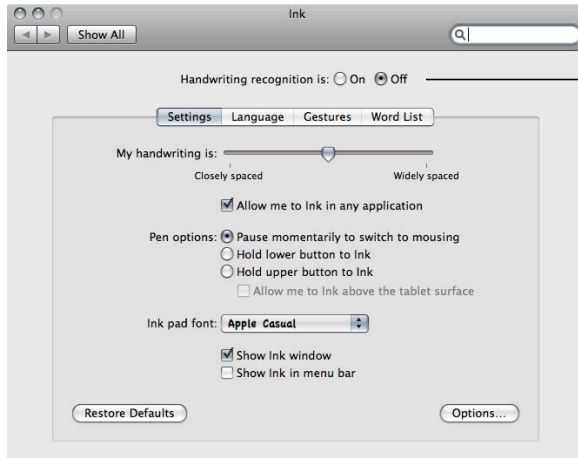 Ink
Show All
Handwriting recognition is: On Off
Settings Language Gestures Word List
My handwriting is:
Closely spaced Widely spaced
Allow me to Ink in any application
Pen options: Pause momentarily to switch to mousing
Hold lower button to Ink
Hold upper button to Ink
Allow me to Ink above the tablet surface
Ink pad font: Apple Casual
Show Ink window
Show Ink in menu bar
Restore Defaults Options...